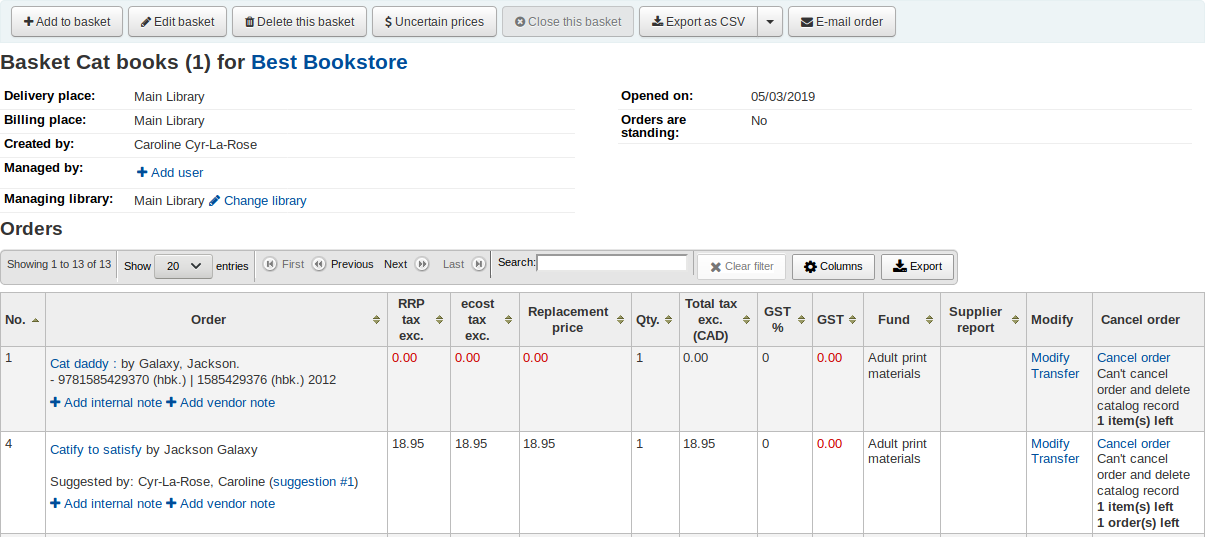 Add to basket Edit basket Delete this basket $ Uncertain prices Close this basket Export as CSV E-mail order
Basket Cat books (1) for Best Bookstore
Delivery place: Main Library
Billing place: Main Library
Created by: Caroline Cyr-La-Rose
Managed by: Add user
Managing library: Main Library Change library
Opened on: 05/03/2019
Orders are standing: No
Orders
Showing 1 to 13 of 13 Show 20 entries First Previous Next Last Search: Clear filter Columns Export
No. Order RRP tax exc. ecost tax exc. Replacement price Qty. Total tax exc. (CAD) GST % GST Fund Supplier report Modify Cancel order
1
Cat daddy : by Galaxy, Jackson.
- 9781585429370 (hbk.) | 1585429376 (hbk.) 2012
Add internal note Add vendor note
0.00 0.00 0.00 1 0.00 0 0.00
Adult print
materials
Modify
Transfer
Cancel order
Can't cancel
order and delete
catalog record
1 item(s) left
4
Catify to satisfy by Jackson Galaxy
Suggested by: Cyr-La-Rose, Caroline (suggestion #1)
Add internal note Add vendor note
18.95 18.95 18.95 1 18.95 0 0.00
Adult print
materials
Modify
Transfer
Cancel order
Can't cancel
order and delete
catalog record
1 item(s) left
1 order(s) left